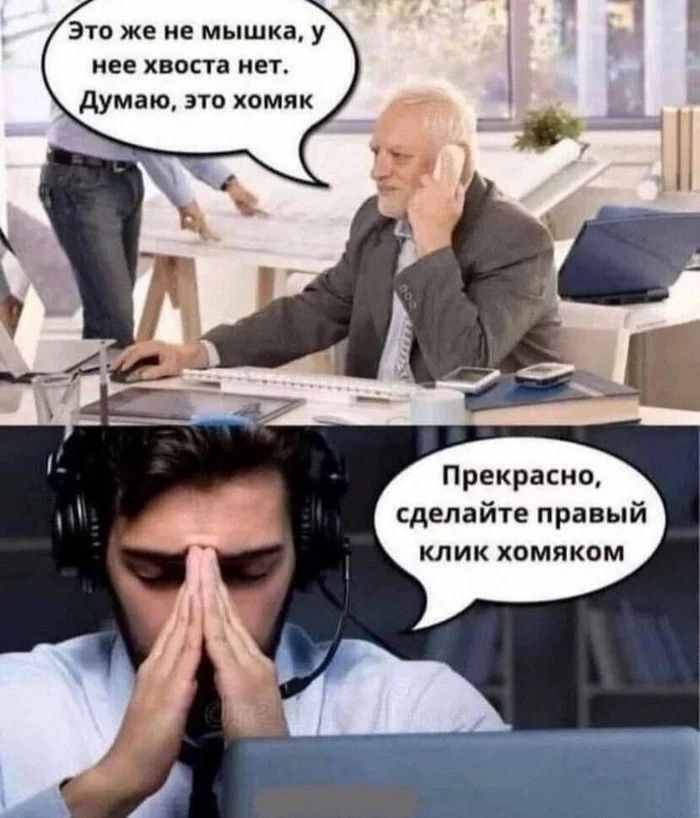 Это же не мышка, у
нее хвоста нет.
Думаю, это хомяк
Прекрасно,
сделайте правый
клик хомяком